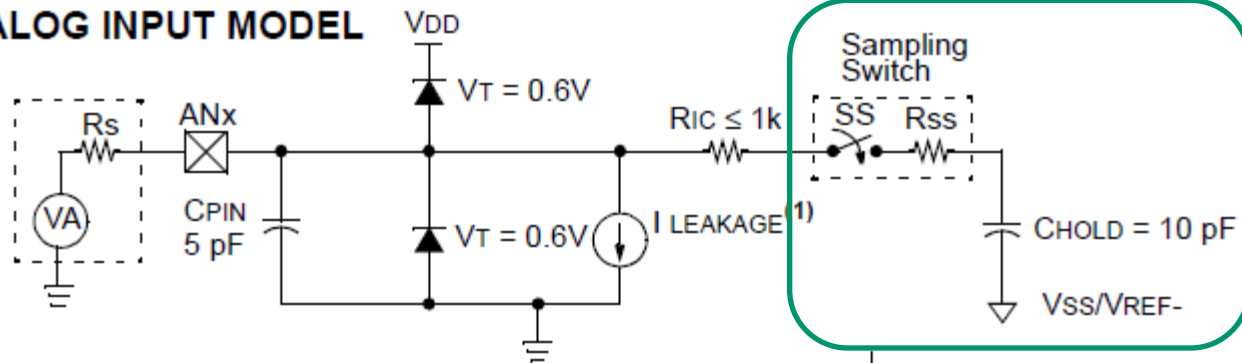 ALOG INPUT MODEL
VDD
Sampling
Switch
VT = 0.6V
Rs
ANx
RIC ≤ 1k
SS
Rss
VA
CPIN
5 pF
VT = 0.6V
I LEAKAGE(1)
CHOLD = 10 pF
VSS/VREF-